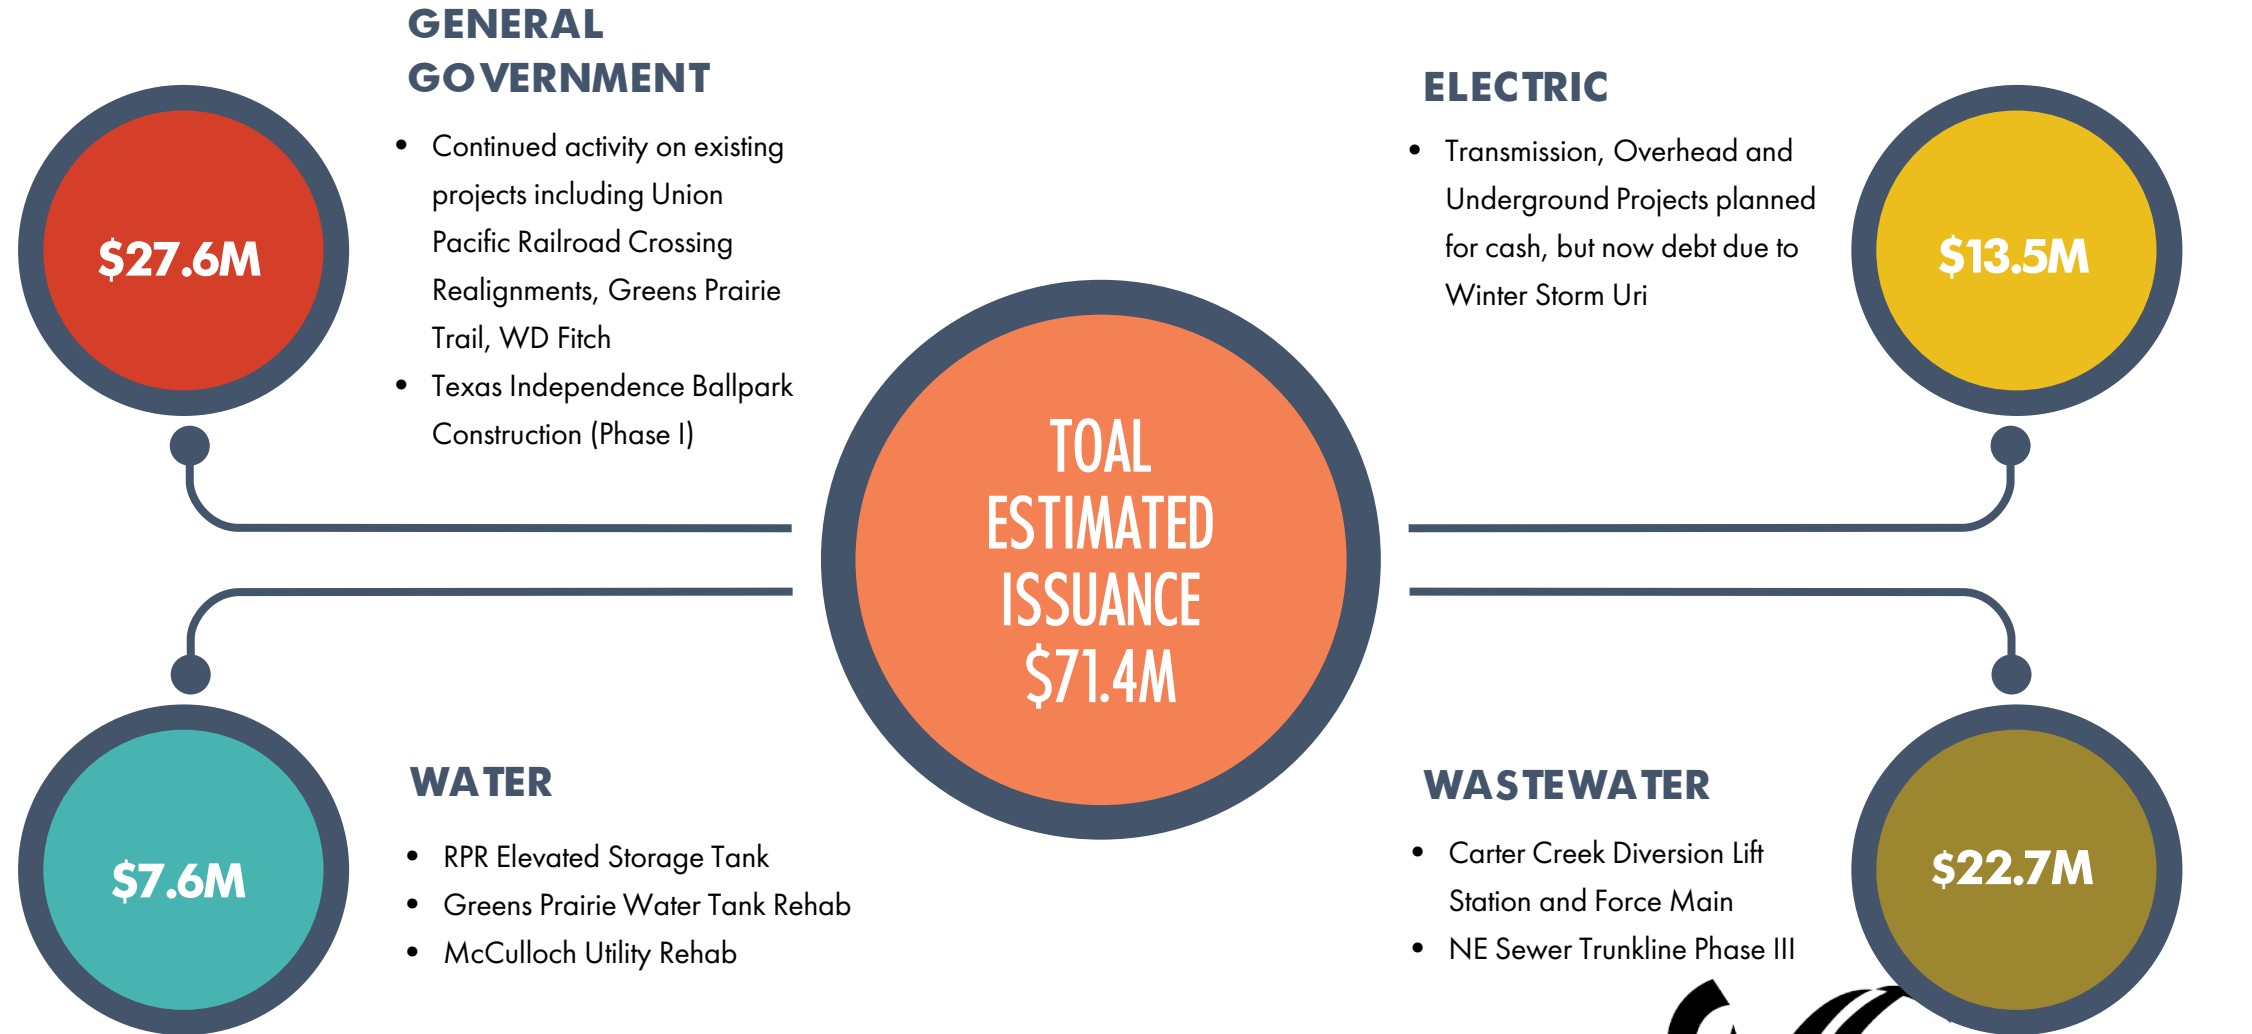 GENERAL
GOVERNMENT
• Continued activity on existing
projects including Union
Pacific Railroad Crossing
Realignments, Greens Prairie
Trail, WD Fitch
• Texas Independence Ballpark
Construction (Phase I)
$27.6M
ELECTRIC
• Transmission, Overhead and
Underground Projects planned
for cash, but now debt due to
Winter Storm Uri
$13.5M
TOAL
ESTIMATED
ISSUANCE
$71.4M
WATER
• RPR Elevated Storage Tank
• Greens Prairie Water Tank Rehab
• McCulloch Utility Rehab
$7.6M
WASTEWATER
• Carter Creek Diversion Lift
Station and Force Main
• NE Sewer Trunkline Phase III
$22.7M